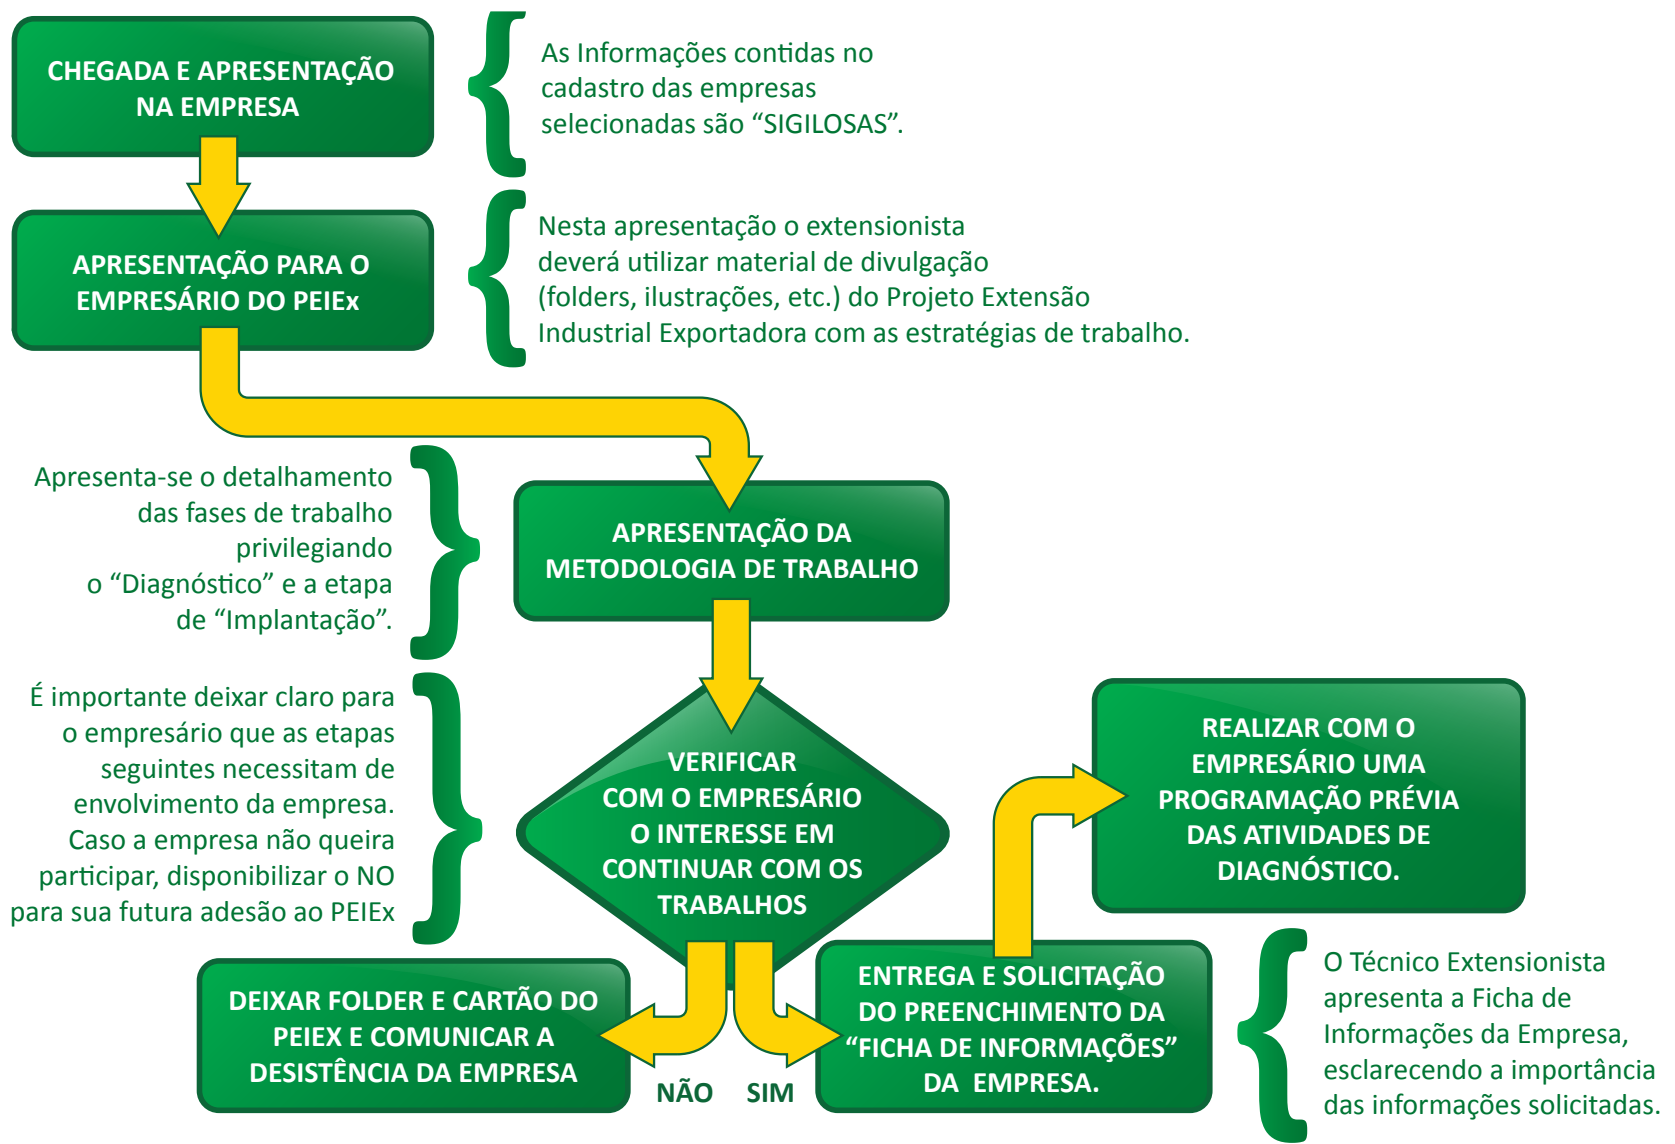 CHEGADA E APRESENTAÇÃO
NA EMPRESA
As Informações contidas no
cadastro das empresas
selecionadas são “SIGILOSAS”.
APRESENTAÇÃO PARA O
EMPRESÁRIO DO PEIEx
Nesta apresentação o extensionista
deverá utilizar material de divulgação
(folders, ilustrações, etc.) do Projeto Extensão
Industrial Exportadora com as estratégias de trabalho.
Apresenta-se o detalhamento
das fases de trabalho
privilegiando
o “Diagnóstico” e a etapa
de “Implantação”.
APRESENTAÇÃO DA
METODOLOGIA DE TRABALHO
É importante deixar claro para
o empresário que as etapas
seguintes necessitam de
envolvimento da empresa.
Caso a empresa não queira
participar, disponibilizar o NO
para sua futura adesão ao PEIEx
VERIFICAR
COM O EMPRESÁRIO
O INTERESSE EM
CONTINUAR COM OS
TRABALHOS
REALIZAR COM O
EMPRESÁRIO UMA
PROGRAMAÇÃO PRÉVIA
DAS ATIVIDADES DE
DIAGNÓSTICO.
DEIXAR FOLDER E CARTÃO DO
PEIEX E COMUNICAR A
DESISTÊNCIA DA EMPRESA
NÃO
SIM
ENTREGA E SOLICITAÇÃO
DO PREENCHIMENTO DA
“FICHA DE INFORMAÇÕES”
DA EMPRESA.
O Técnico Extensionista
apresenta a Ficha de
Informações da Empresa,
esclarecendo a importância
das informações solicitadas.